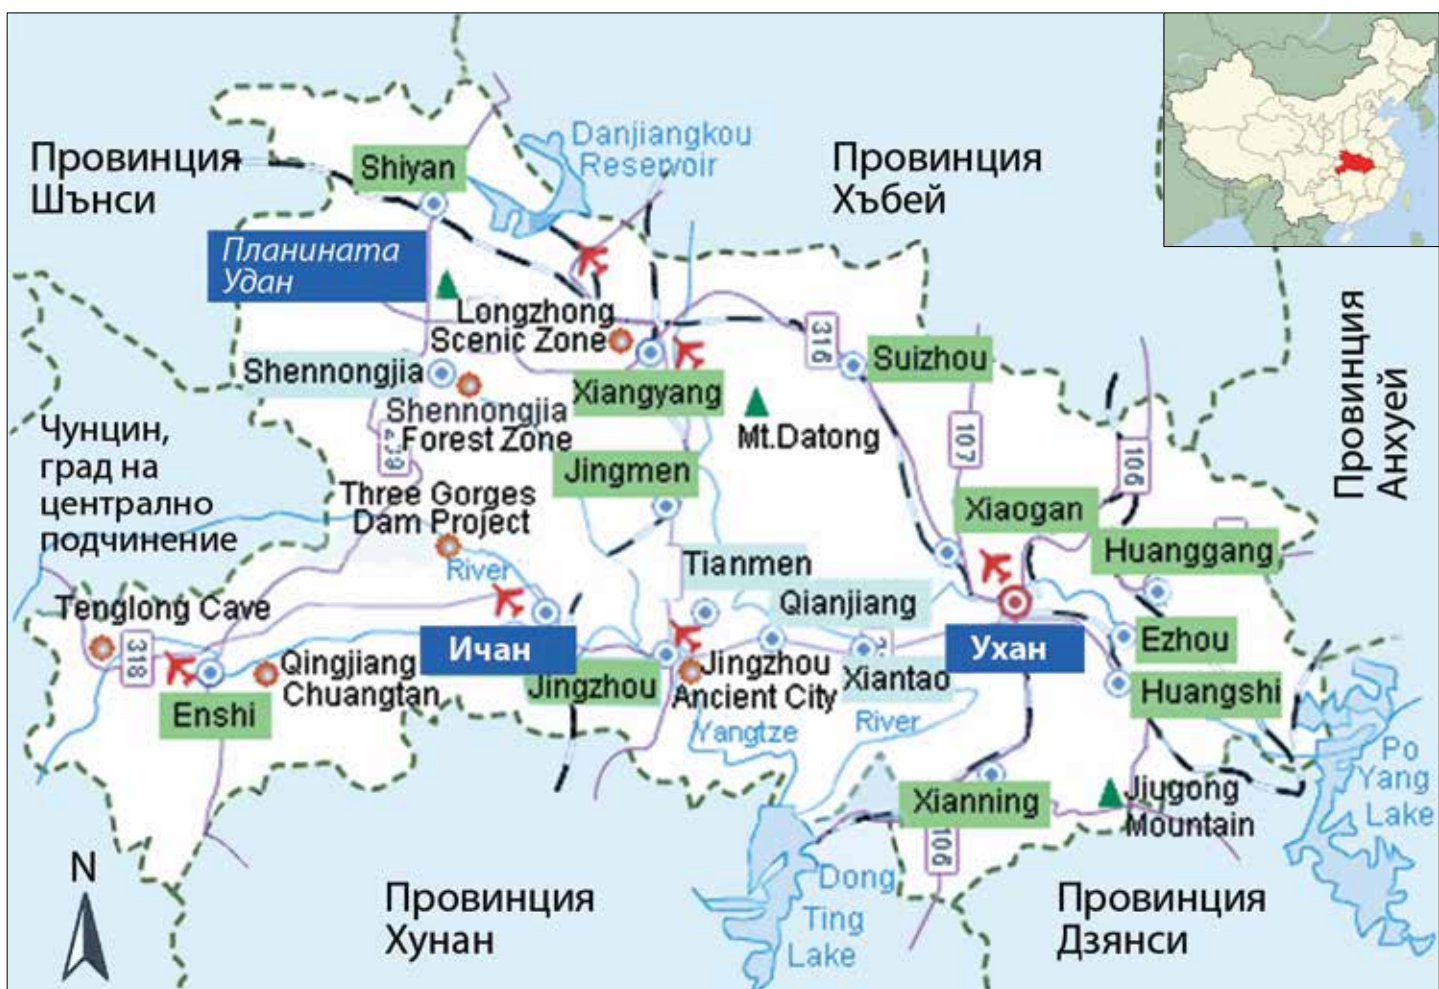 Danjiangkou
Reservoir
Провинция
Шънси
Shiyan
Провинция
Хъбей
Планината
Удан
Longzhong
Scenic Zone
316
Suizhou
Shennongjia
Xiangyang
Shennongjia
Forest Zone
Mt.Datong
107
106
Провинция
Анхуей
Чунцин,
град на
централно
подчинение
Jingmen
Three Gorges
Dam Project
River
Xiaogan
Huanggang
Tianmen
Qianjiang
Tenglong Cave
318
Qingjiang
Chuangtan
Enshi
Ичан
Jingzhou
Jingzhou
Ancient City
Xiantao
Ухан
Ezhou
Huangshi
Yangtze
River
Xianning
Jiugong
Mountain
Po
Yang
Lake
106
N
Провинция
Хунан
Dong
Ting
Lake
Провинция
Дзянси